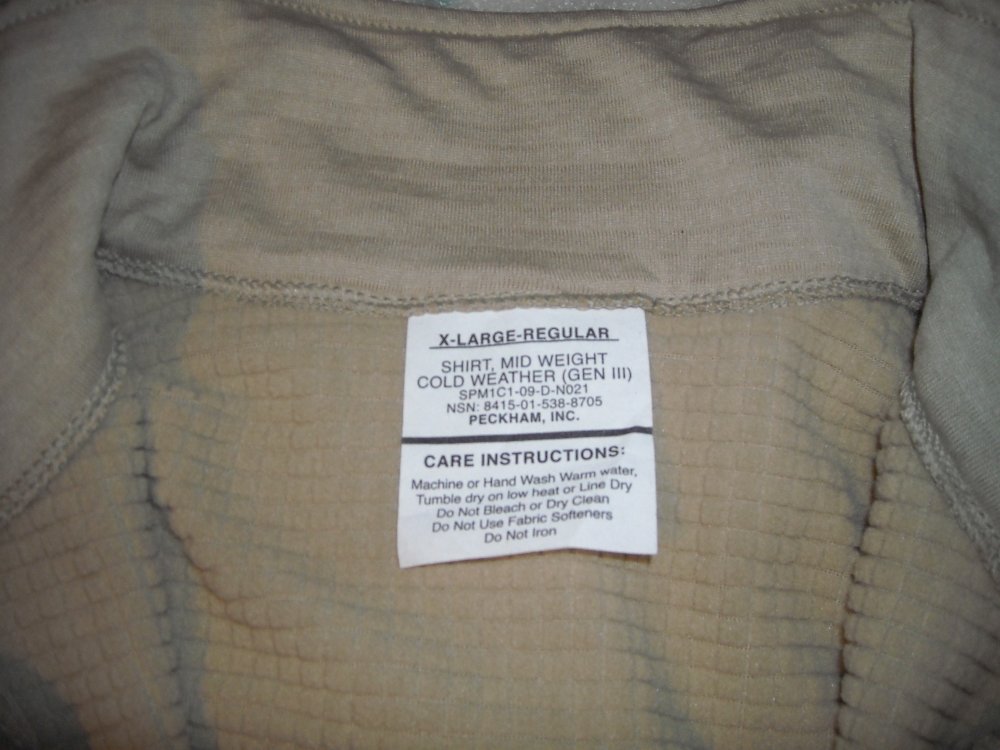 X-LARGE-REGULAR
SHIRT, MID WEIGHT
COLD WEATHER (GEN III)
SPM1C1-09-D-N021
NSN: 8415-01-538-8705
PECKHAM, INC.
CARE INSTRUCTIONS:
Machine or Hand Wash Warm water,
Tumble dry on low heat or Line Dry
Do Not Bleach or Dry Clean
Do Not Use Fabric Softeners
Do Not Iron